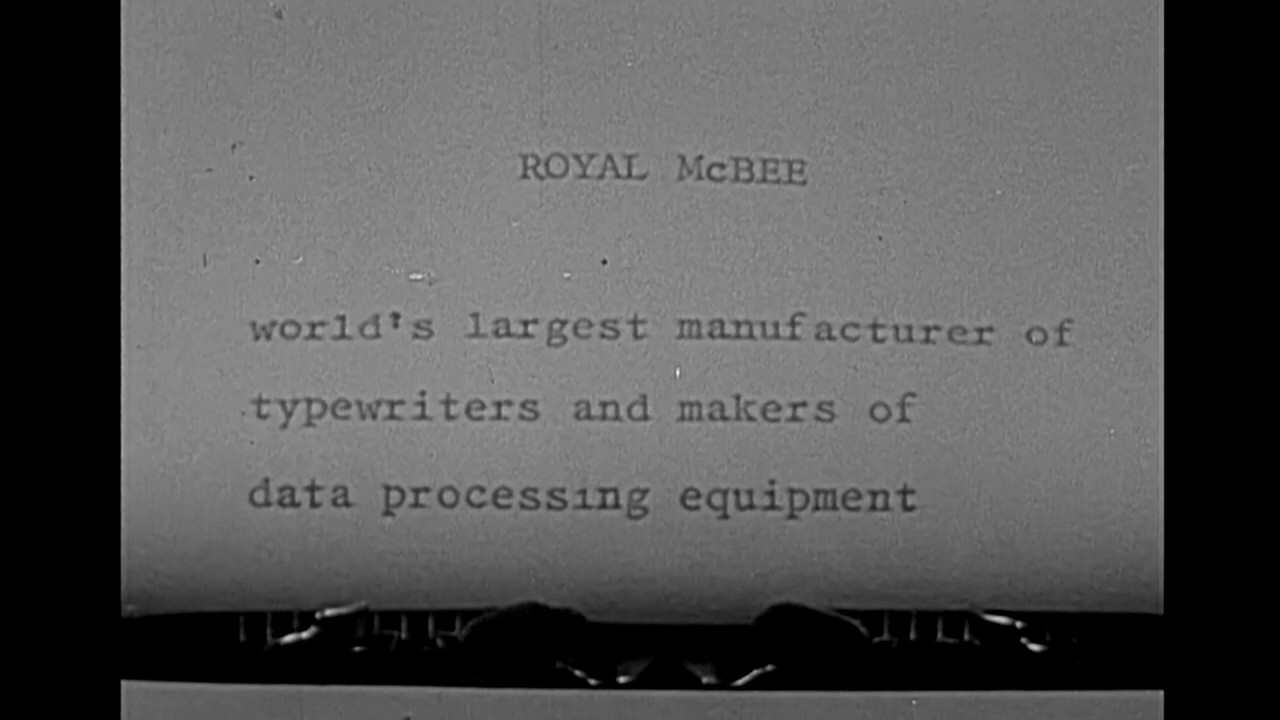 ROYAL McBEE
world's largest manufacturer of
typewriters and makers of
data processing equipment